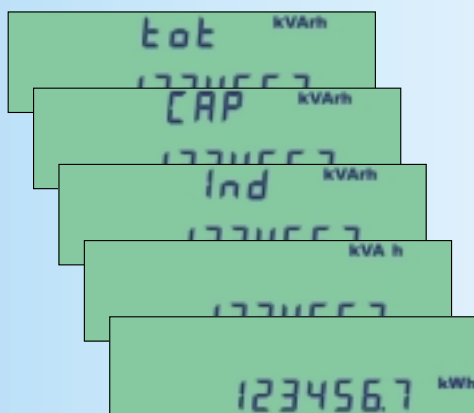 tot kVArh
CAP kVArh
Ind kVArh
kVA h
123456.7 kWh